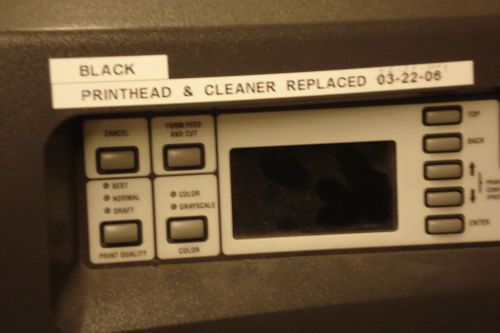 BLACK
PRINTHEAD & CLEANER REPLACED 03-22-06
CANCEL
FORM FEED
AND CUT
TOP
BACK
BEST
NORMAL
DRAFT
PRINT QUALITY
COLOR
GRAYSCALE
COLOR
ENTER